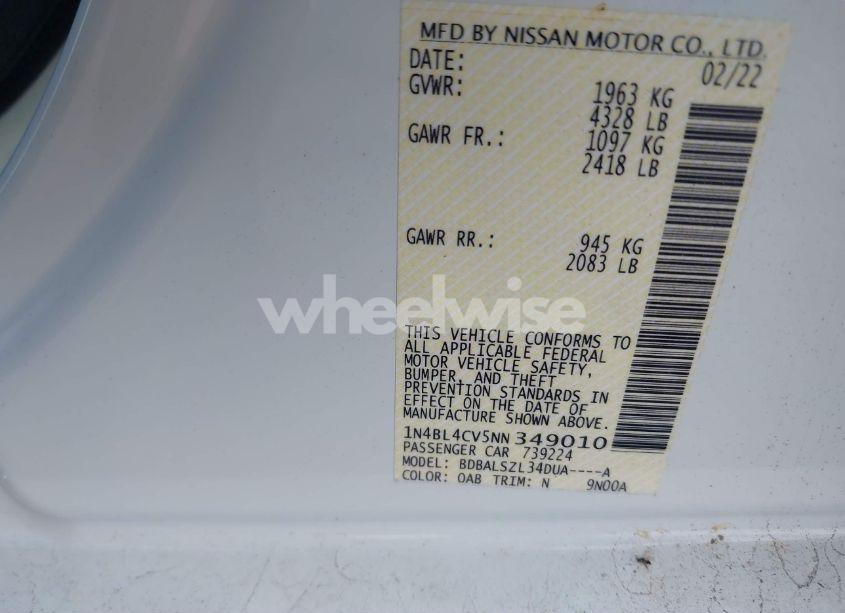 MFD BY NISSAN MOTOR CO., LTD.
DATE: 02/22
GVWR: 1963 KG
4328 LB
GAWR FR.: 1097 KG
2418 LB
GAWR RR.: 945 KG
2083 LB
wheelwise
THIS VEHICLE CONFORMS TO
ALL APPLICABLE FEDERAL
MOTOR VEHICLE SAFETY,
BUMPER, AND THEFT
PREVENTION STANDARDS IN
EFFECT ON THE DATE OF
MANUFACTURE SHOWN ABOVE.
1N4BL4CV5NN349010
PASSENGER CAR 739224
MODEL: BDBALSZL34DUA----A
COLOR: QAB TRIM: N 9N00A